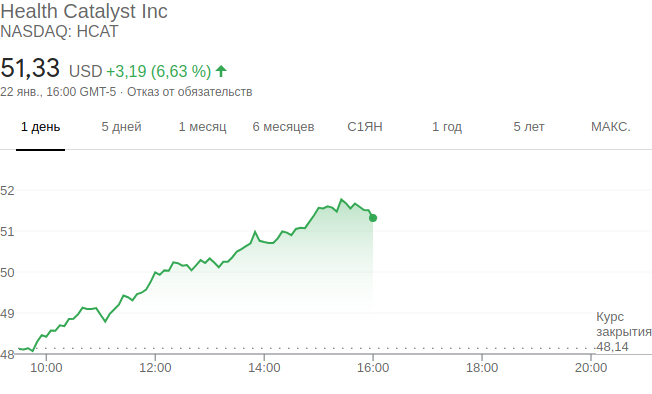 Health Catalyst Inc
NASDAQ: HCAT
51,33 USD +3,19 (6,63 %)
22 янв., 16:00 GMT-5 · Отказ от обязательств
1 день 5 дней 1 месяц 6 месяцев С1ЯН 1 год 5 лет МАКС.
52
51
50
49
48
Курс
закрытия
48,14
10:00 12:00 14:00 16:00 18:00 20:00